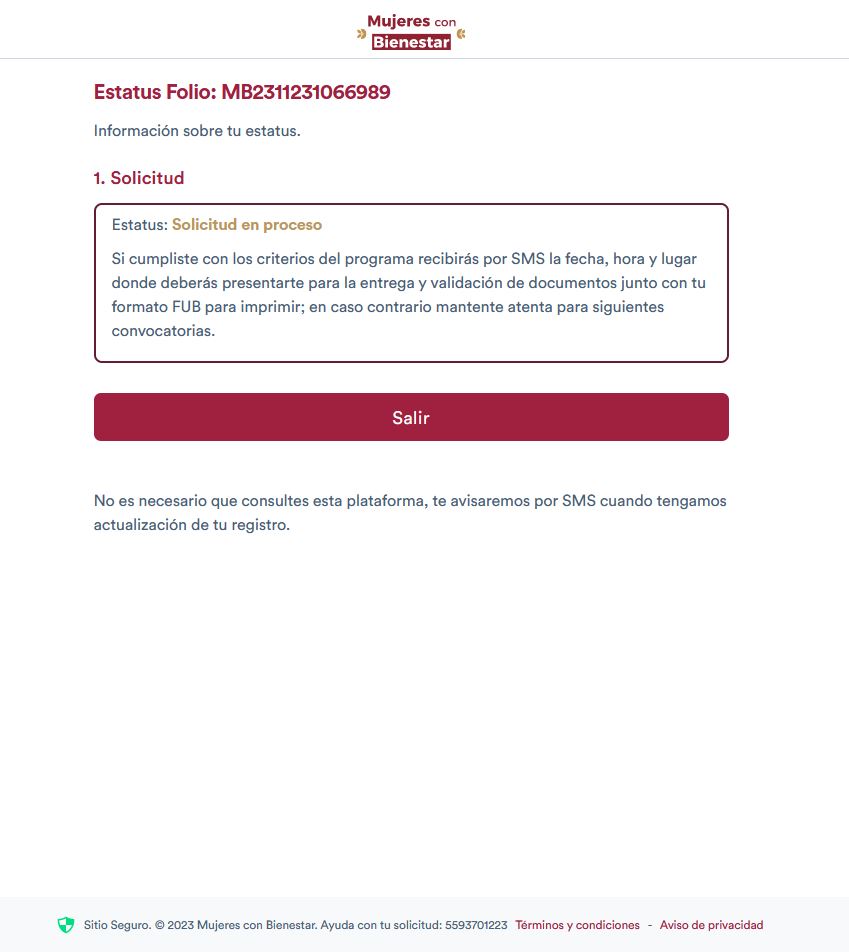 Mujeres con
Bienestar
Estatus Folio: MB2311231066989
Información sobre tu estatus.
1. Solicitud
Estatus: Solicitud en proceso
Si cumpliste con los criterios del programa recibirás por SMS la fecha, hora y lugar
donde deberás presentarte para la entrega y validación de documentos junto con tu
formato FUB para imprimir; en caso contrario mantente atenta para siguientes
convocatorias.
Salir
No es necesario que consultes esta plataforma, te avisaremos por SMS cuando tengamos
actualización de tu registro.
Sitio Seguro. © 2023 Mujeres con Bienestar. Ayuda con tu solicitud: 5593701223 Términos y condiciones - Aviso de privacidad